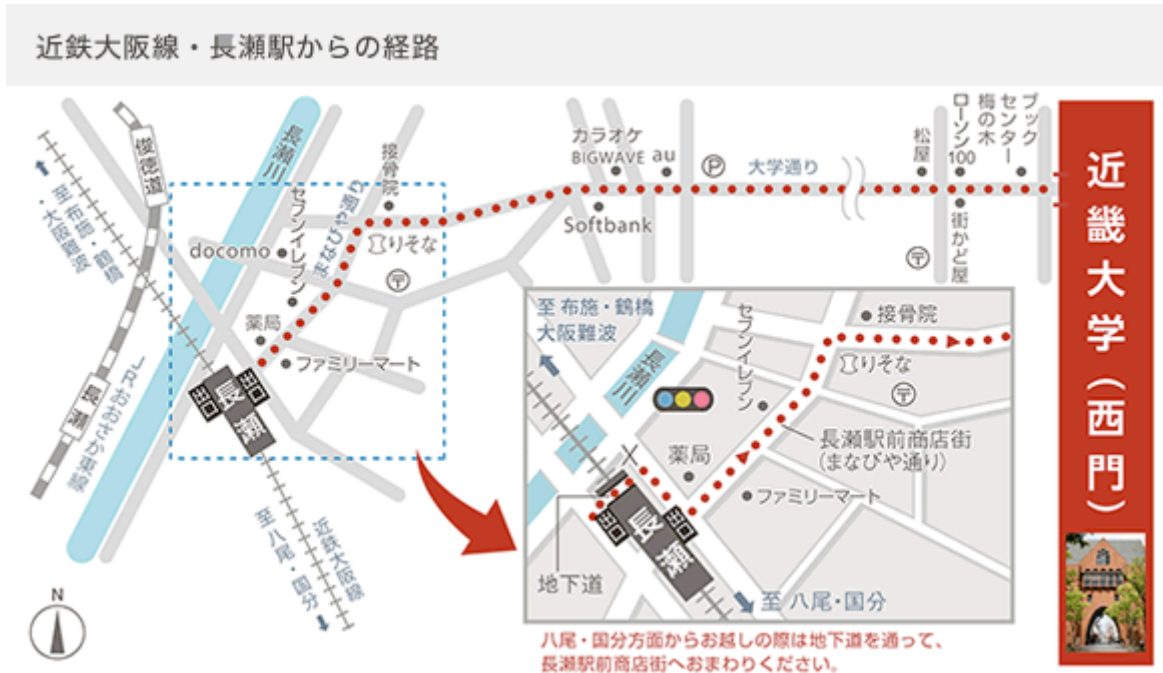 近鉄大阪線・長瀬駅からの経路
俊徳道
長瀬川
接骨院
カラオケ
BIGWAVE
au
P
大学通り
松屋
ローソン
100
梅の木
ブック
センター
至 布施・鶴橋
・大阪難波
docomo
セブンイレブン
まなびや通り
りそな
〒
Softbank
〒
街かど屋
薬局
ファミリーマート
長瀬
JRおおさか東線
出口
長瀬
出口
至 八尾・国分
近鉄大阪線
N
至 布施・鶴橋
大阪難波
長瀬川
セブンイレブン
接骨院
りそな
〒
長瀬駅前商店街
(まなびや通り)
薬局
ファミリーマート
出口
長瀬
出口
地下道
至 八尾・国分
八尾・国分方面からお越しの際は地下道を通って、
長瀬駅前商店街へおまわりください。
近畿大学(西門)